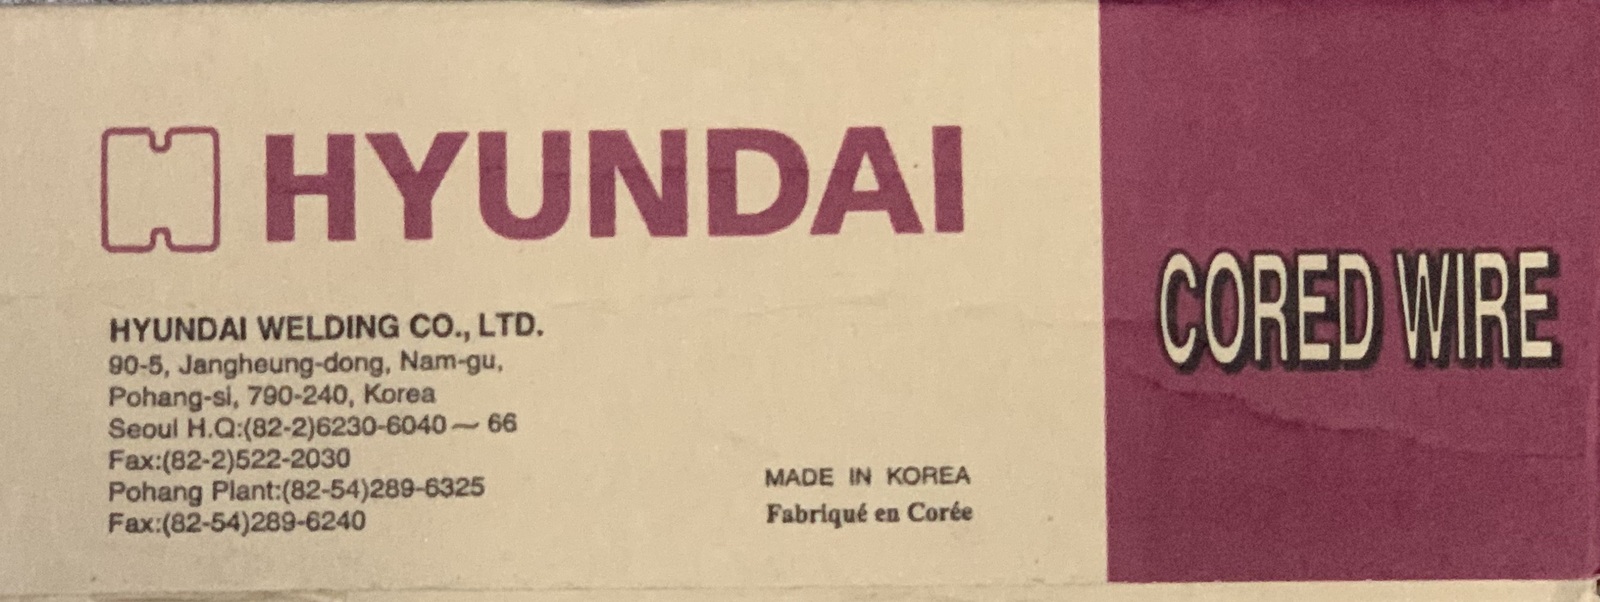 HYUNDAI
HYUNDAI WELDING CO., LTD.
90-5, Jangheung-dong, Nam-gu,
Pohang-si, 790-240, Korea
Seoul H.Q:(82-2)6230-6040～66
Fax:(82-2)522-2030
Pohang Plant:(82-54)289-6325
Fax:(82-54)289-6240
MADE IN KOREA
Fabriqué en Corée
CORED WIRE